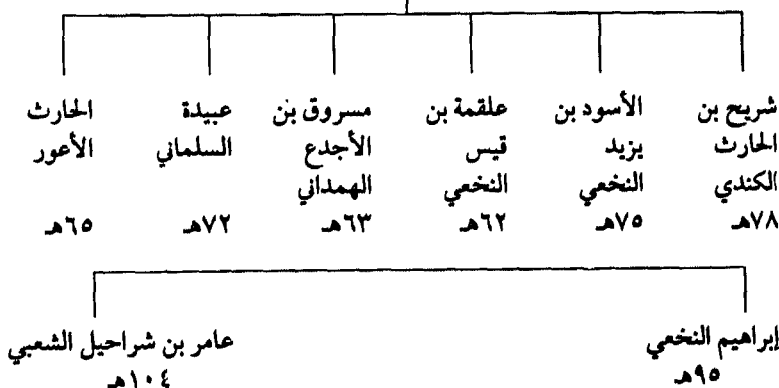 شريح بن الأسود بن علقمة بن مسروق بن عبيدة الحارث
الحارث يزيد قيس الأجدع السلماني الأعور
الكندي النخعي النخعي الهمداني
٧٨هـ ٧٥هـ ٦٢هـ ٦٣هـ ٧٢هـ ٦٥هـ
إبراهيم النخعي عامر بن شراحيل الشعبي
٩٥هـ ١٠٤هـ